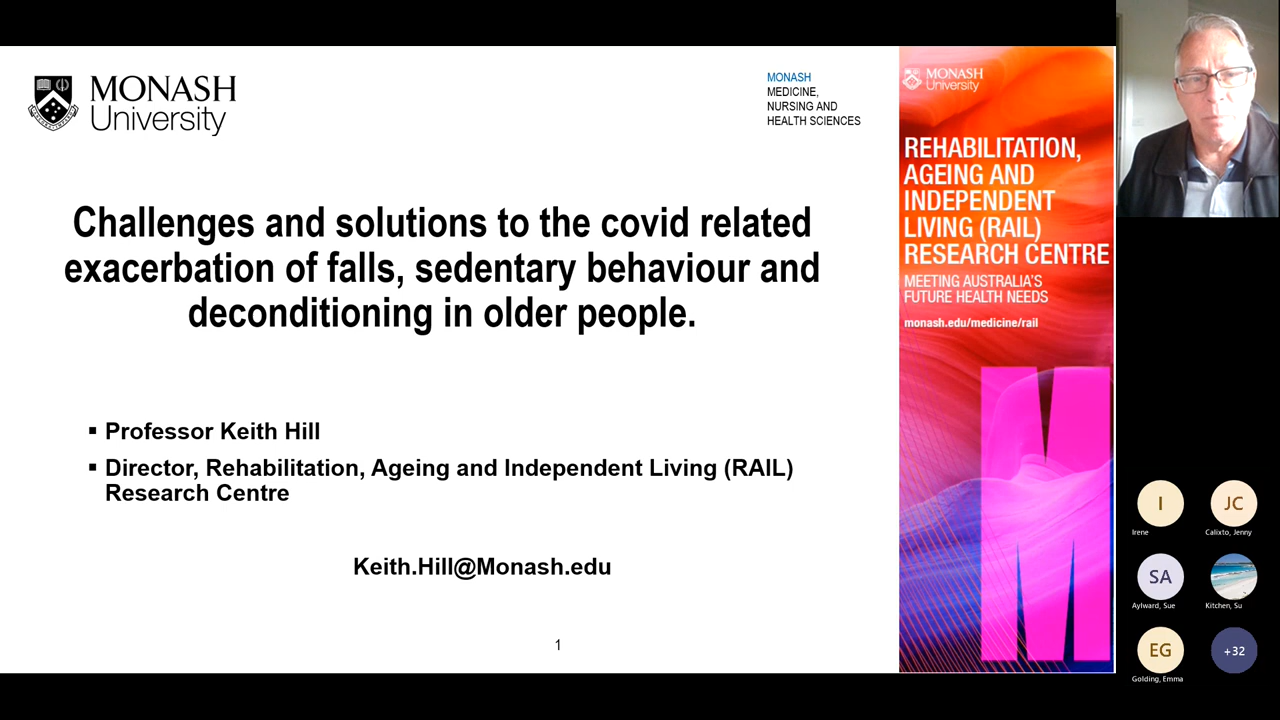 MONASH
University
MONASH
MEDICINE,
NURSING AND
HEALTH SCIENCES
Challenges and solutions to the covid related
exacerbation of falls, sedentary behaviour and
deconditioning in older people.
▪ Professor Keith Hill
▪ Director, Rehabilitation, Ageing and Independent Living (RAIL)
Research Centre
Keith.Hill@Monash.edu
1
MONASH
University
REHABILITATION,
AGEING AND
INDEPENDENT
LIVING (RAIL)
RESEARCH CENTRE
MEETING AUSTRALIA'S
FUTURE HEALTH NEEDS
monash.edu/medicine/rail
M
I
Irene
JC
Calixto, Jenny
SA
Aylward, Sue
Kitchen, Su
EG
Golding, Emma
+32